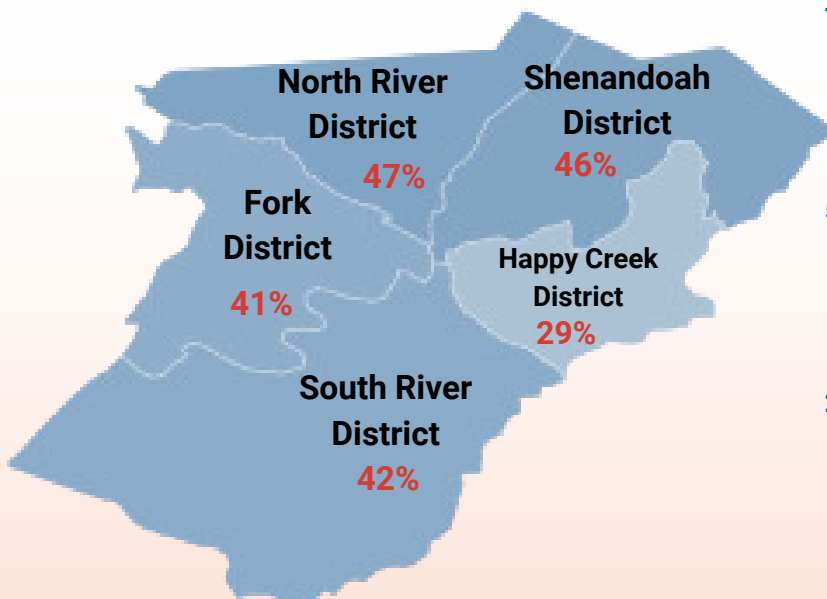 North River
District
47%
Shenandoah
District
46%
Fork
District
41%
Happy Creek
District
29%
South River
District
42%